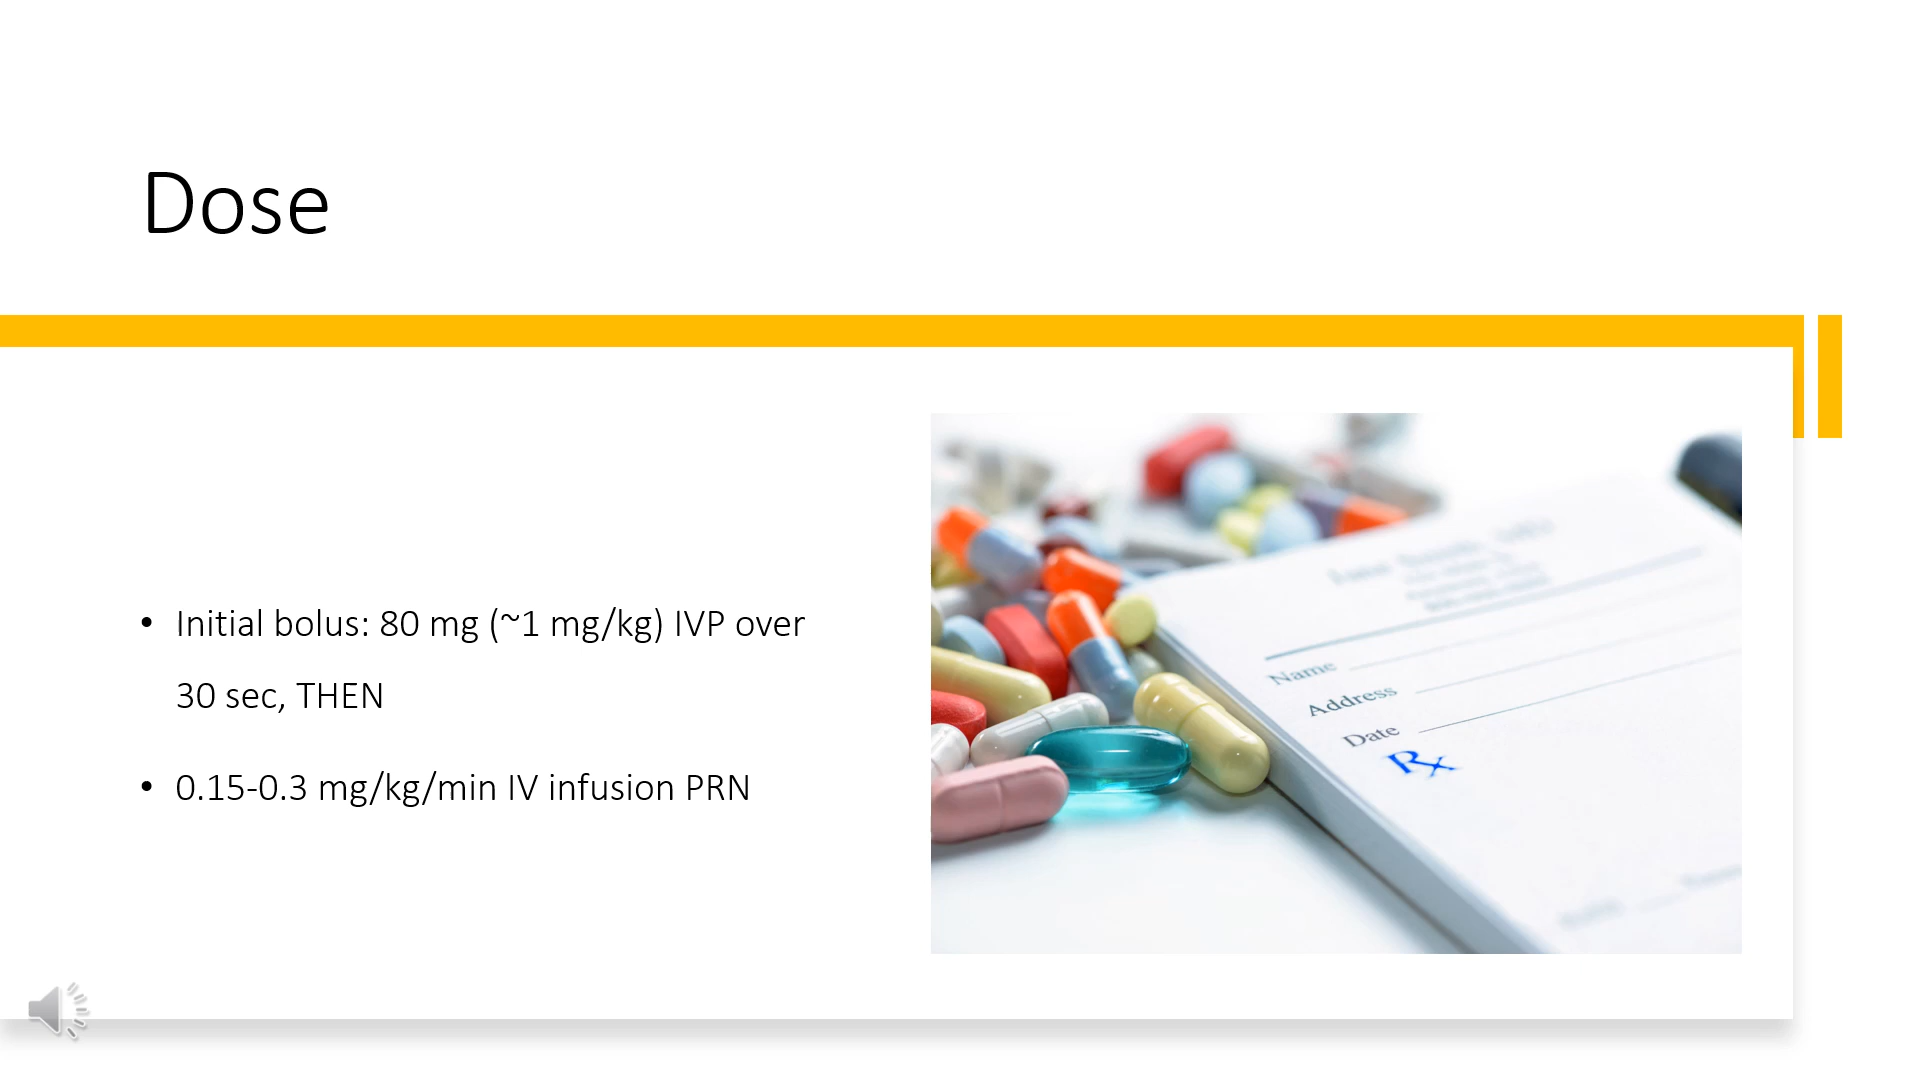 Dose
• Initial bolus: 80 mg (~1 mg/kg) IVP over
30 sec, THEN
• 0.15-0.3 mg/kg/min IV infusion PRN
Name
Address
Date
Rx